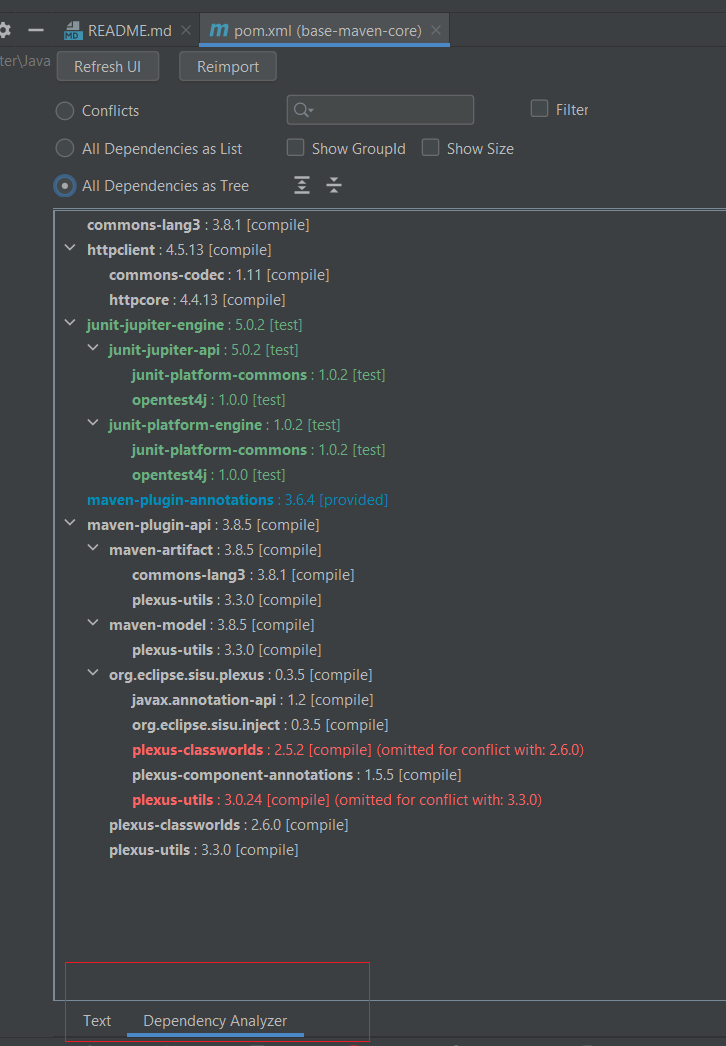 MD README.md
m pom.xml (base-maven-core)
ter\Java
Refresh UI Reimport
Conflicts Filter
All Dependencies as List Show GroupId Show Size
All Dependencies as Tree
commons-lang3 : 3.8.1 [compile]
httpclient : 4.5.13 [compile]
commons-codec : 1.11 [compile]
httpcore : 4.4.13 [compile]
junit-jupiter-engine : 5.0.2 [test]
junit-jupiter-api : 5.0.2 [test]
junit-platform-commons : 1.0.2 [test]
opentest4j : 1.0.0 [test]
junit-platform-engine : 1.0.2 [test]
junit-platform-commons : 1.0.2 [test]
opentest4j : 1.0.0 [test]
maven-plugin-annotations : 3.6.4 [provided]
maven-plugin-api : 3.8.5 [compile]
maven-artifact : 3.8.5 [compile]
commons-lang3 : 3.8.1 [compile]
plexus-utils : 3.3.0 [compile]
maven-model : 3.8.5 [compile]
plexus-utils : 3.3.0 [compile]
org.eclipse.sisu.plexus : 0.3.5 [compile]
javax.annotation-api : 1.2 [compile]
org.eclipse.sisu.inject : 0.3.5 [compile]
plexus-classworlds : 2.5.2 [compile] (omitted for conflict with: 2.6.0)
plexus-component-annotations : 1.5.5 [compile]
plexus-utils : 3.0.24 [compile] (omitted for conflict with: 3.3.0)
plexus-classworlds : 2.6.0 [compile]
plexus-utils : 3.3.0 [compile]
Text Dependency Analyzer